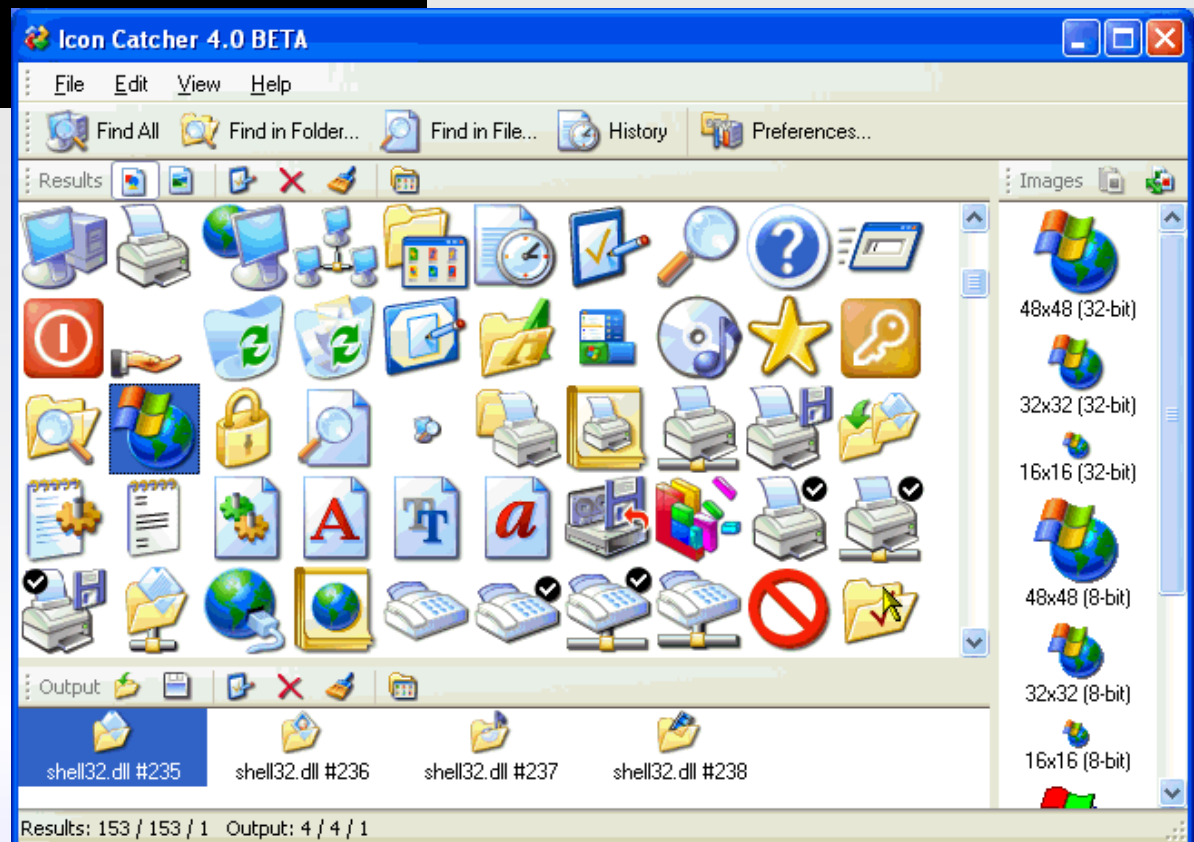 Icon Catcher 4.0 BETA
File Edit View Help
Find All Find in Folder... Find in File... History Preferences...
Results
Images
48x48 (32-bit)
32x32 (32-bit)
16x16 (32-bit)
48x48 (8-bit)
32x32 (8-bit)
16x16 (8-bit)
A T T a
Output
shell32.dll #235 shell32.dll #236 shell32.dll #237 shell32.dll #238
Results: 153 / 153 / 1 Output: 4 / 4 / 1